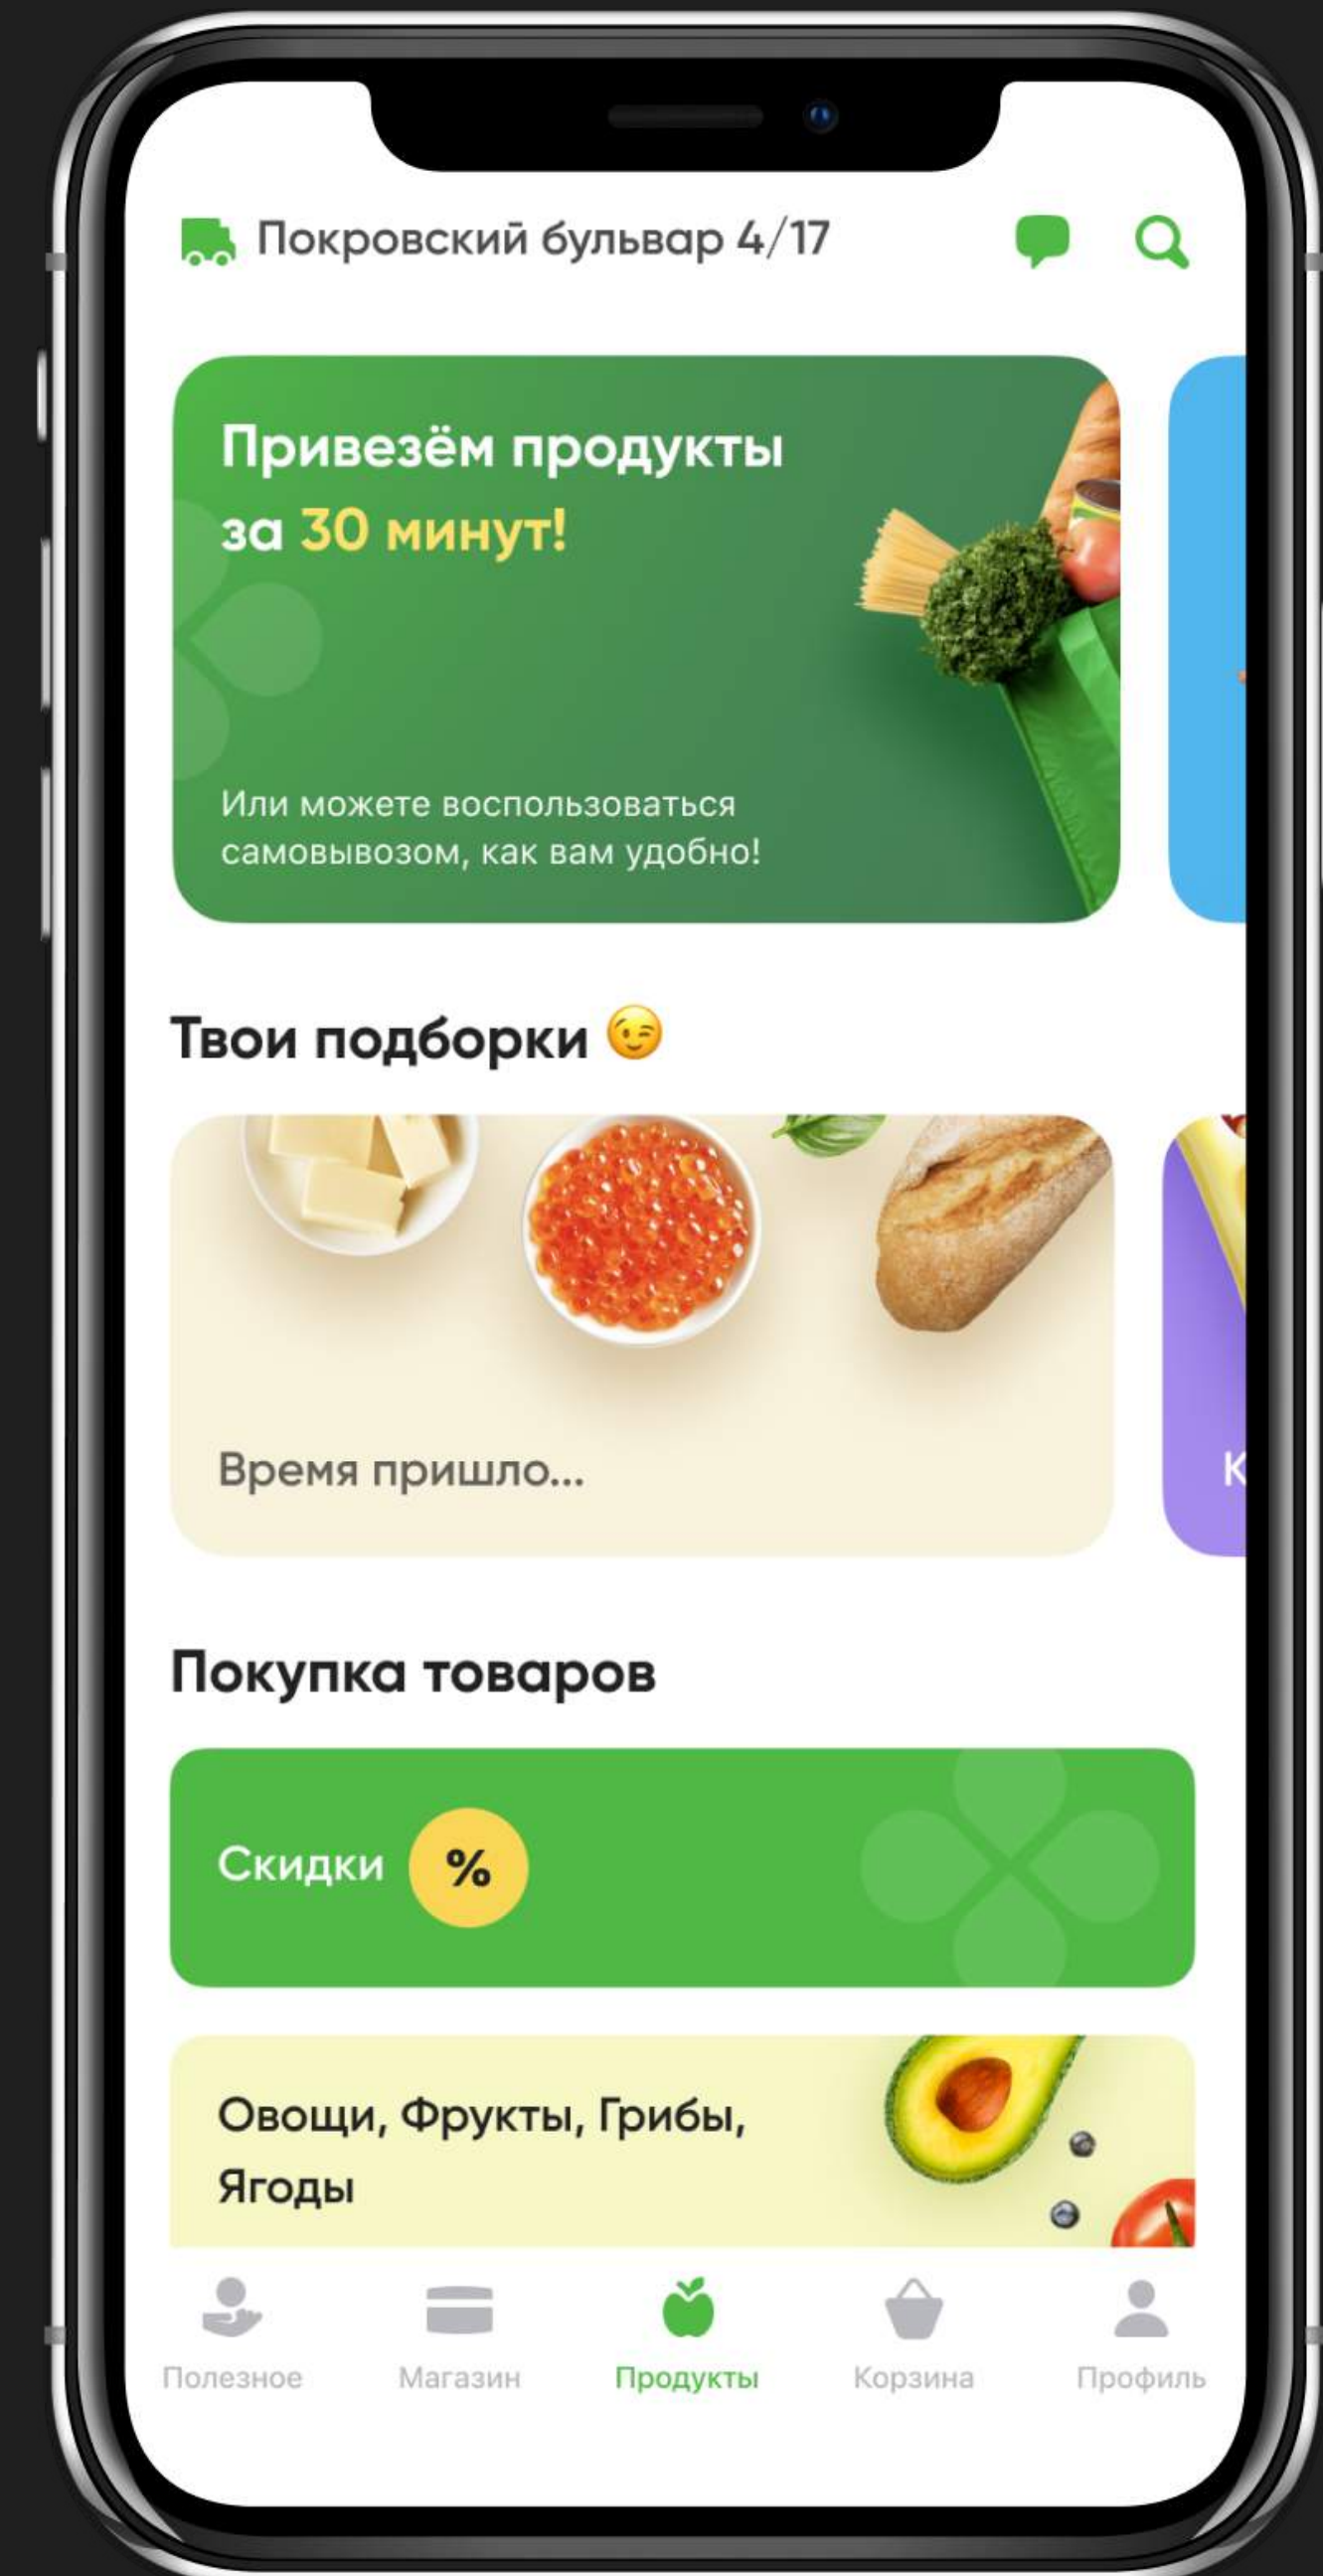 Покровский бульвар 4/17
Привезём продукты
за 30 минут!
Или можете воспользоваться
самовывозом, как вам удобно!
Твои подборки 😉
Время пришло...
К
Покупка товаров
Скидки %
Овощи, Фрукты, Грибы,
Ягоды
Полезное Магазин Продукты Корзина Профиль